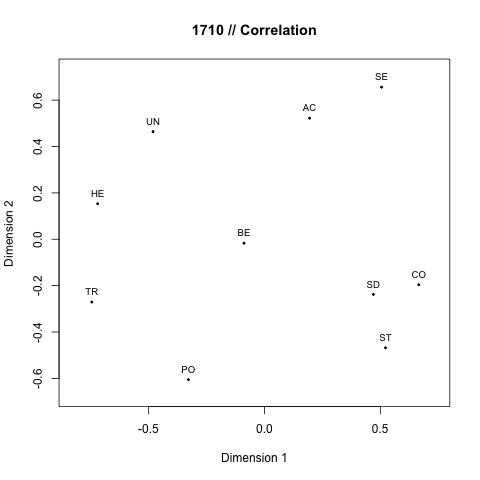 1710 // Correlation
SE
AC
UN
HE
BE
CO
SD
TR
ST
PO
0.6
0.4
0.2
0.0
-0.2
-0.4
-0.6
Dimension 2
-0.5
0.0
0.5
Dimension 1